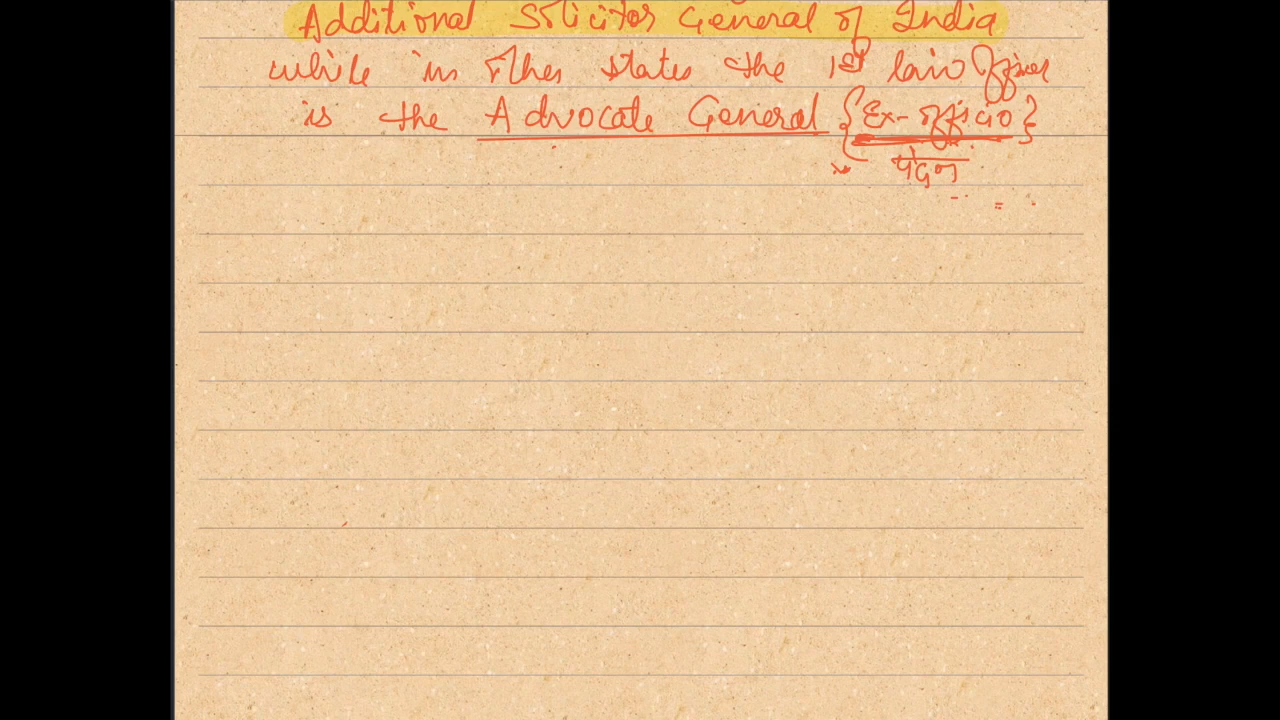 Additional Solicitor General of India
while in other states the 1st law officer
is the Advocate General {Ex-officio}